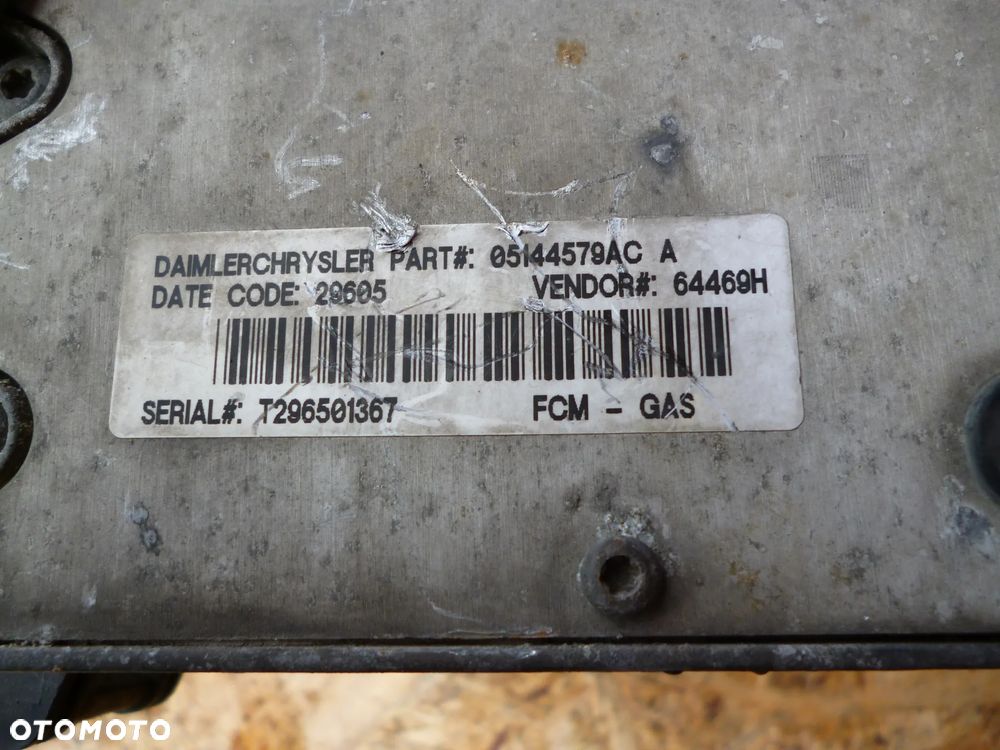 DAIMLERCHRYSLER PART#: 05144579AC A
DATE CODE: 29605 VENDOR#: 64469H
SERIAL#: T296501367 FCM - GAS
OTOMOTO